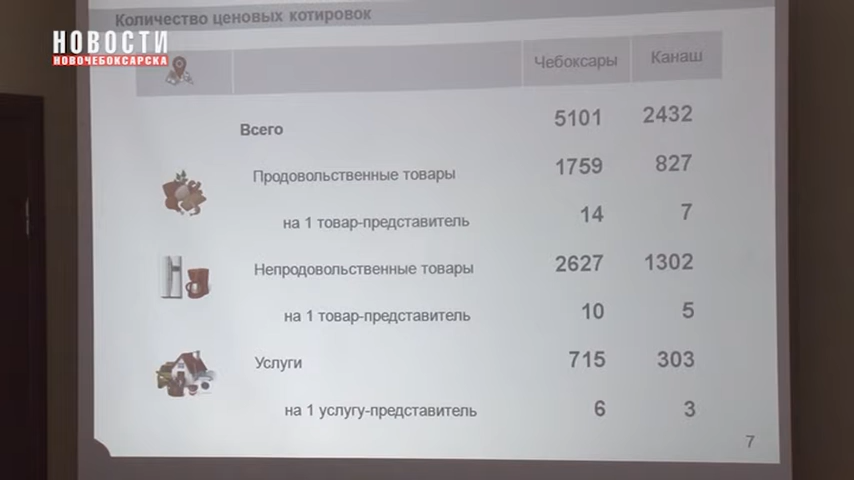 Количество ценовых котировок
НОВОСТИ
НОВОЧЕБОКСАРСКА
Чебоксары Канаш
Всего 5101 2432
Продовольственные товары 1759 827
на 1 товар-представитель 14 7
Непродовольственные товары 2627 1302
на 1 товар-представитель 10 5
Услуги 715 303
на 1 услугу-представитель 6 3
7